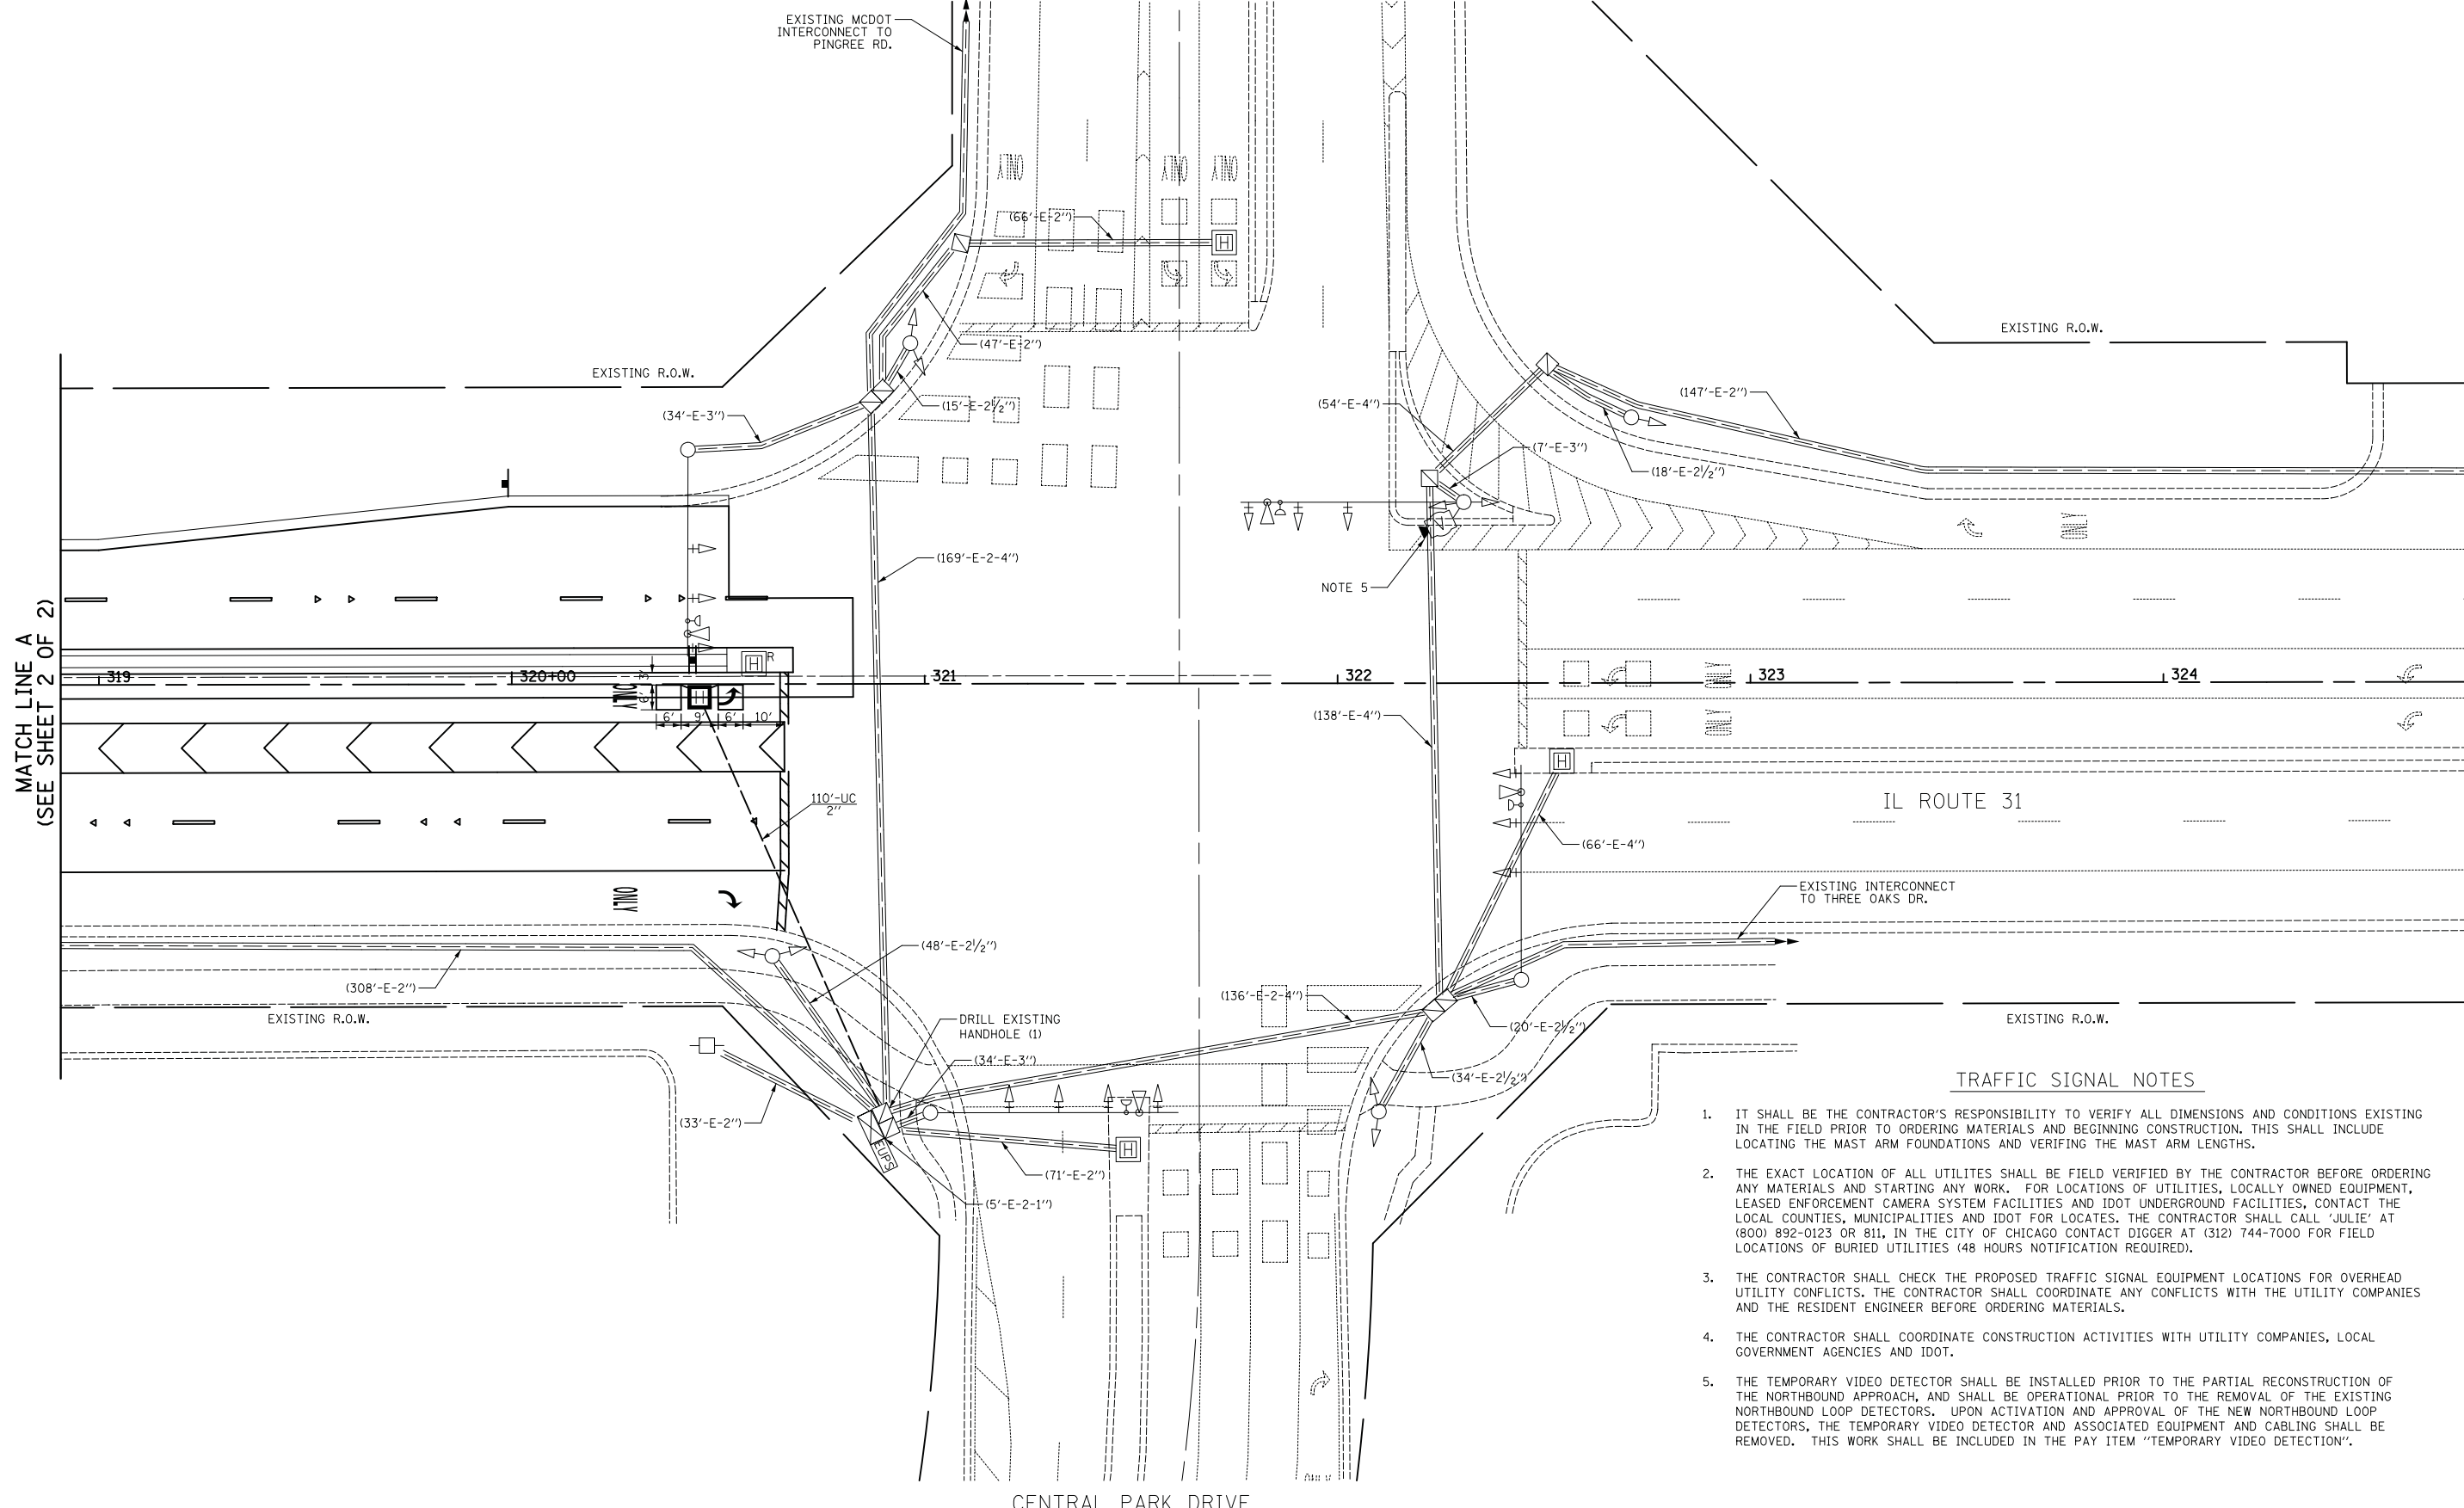 EXISTING MCDOT
INTERCONNECT TO
PINGREE RD.
ONLY
ONLY
ONLY
(66'-E-2")
H
(47'-E-2")
EXISTING R.O.W.
EXISTING R.O.W.
(34'-E-3")
(15'-E-2½")
(54'-E-4")
(147'-E-2")
(7'-E-3")
(18'-E-2½")
ONLY
(169'-E-2-4")
NOTE 5
MATCH LINE A
(SEE SHEET 2 OF 2)
H
R
319
320+00
321
322
323
324
3'
6'
ONLY
H
6'
9'
6'
10'
ONLY
ONLY
(138'-E-4")
H
110'-UC
2"
IL ROUTE 31
(66'-E-4")
ONLY
EXISTING INTERCONNECT
TO THREE OAKS DR.
(48'-E-2½")
(308'-E-2")
(136'-E-2-4")
EXISTING R.O.W.
DRILL EXISTING
HANDHOLE (1)
(20'-E-2½")
EXISTING R.O.W.
(34'-E-3")
(34'-E-2½")
(33'-E-2")
EUPS
H
(71'-E-2")
(5'-E-2-1")
CENTRAL PARK DRIVE
TRAFFIC SIGNAL NOTES
1. IT SHALL BE THE CONTRACTOR'S RESPONSIBILITY TO VERIFY ALL DIMENSIONS AND CONDITIONS EXISTING
IN THE FIELD PRIOR TO ORDERING MATERIALS AND BEGINNING CONSTRUCTION. THIS SHALL INCLUDE
LOCATING THE MAST ARM FOUNDATIONS AND VERIFING THE MAST ARM LENGTHS.
2. THE EXACT LOCATION OF ALL UTILITES SHALL BE FIELD VERIFIED BY THE CONTRACTOR BEFORE ORDERING
ANY MATERIALS AND STARTING ANY WORK. FOR LOCATIONS OF UTILITIES, LOCALLY OWNED EQUIPMENT,
LEASED ENFORCEMENT CAMERA SYSTEM FACILITIES AND IDOT UNDERGROUND FACILITIES, CONTACT THE
LOCAL COUNTIES, MUNICIPALITIES AND IDOT FOR LOCATES. THE CONTRACTOR SHALL CALL 'JULIE' AT
(800) 892-0123 OR 811, IN THE CITY OF CHICAGO CONTACT DIGGER AT (312) 744-7000 FOR FIELD
LOCATIONS OF BURIED UTILITIES (48 HOURS NOTIFICATION REQUIRED).
3. THE CONTRACTOR SHALL CHECK THE PROPOSED TRAFFIC SIGNAL EQUIPMENT LOCATIONS FOR OVERHEAD
UTILITY CONFLICTS. THE CONTRACTOR SHALL COORDINATE ANY CONFLICTS WITH THE UTILITY COMPANIES
AND THE RESIDENT ENGINEER BEFORE ORDERING MATERIALS.
4. THE CONTRACTOR SHALL COORDINATE CONSTRUCTION ACTIVITIES WITH UTILITY COMPANIES, LOCAL
GOVERNMENT AGENCIES AND IDOT.
5. THE TEMPORARY VIDEO DETECTOR SHALL BE INSTALLED PRIOR TO THE PARTIAL RECONSTRUCTION OF
THE NORTHBOUND APPROACH, AND SHALL BE OPERATIONAL PRIOR TO THE REMOVAL OF THE EXISTING
NORTHBOUND LOOP DETECTORS. UPON ACTIVATION AND APPROVAL OF THE NEW NORTHBOUND LOOP
DETECTORS, THE TEMPORARY VIDEO DETECTOR AND ASSOCIATED EQUIPMENT AND CABLING SHALL BE
REMOVED. THIS WORK SHALL BE INCLUDED IN THE PAY ITEM "TEMPORARY VIDEO DETECTION".